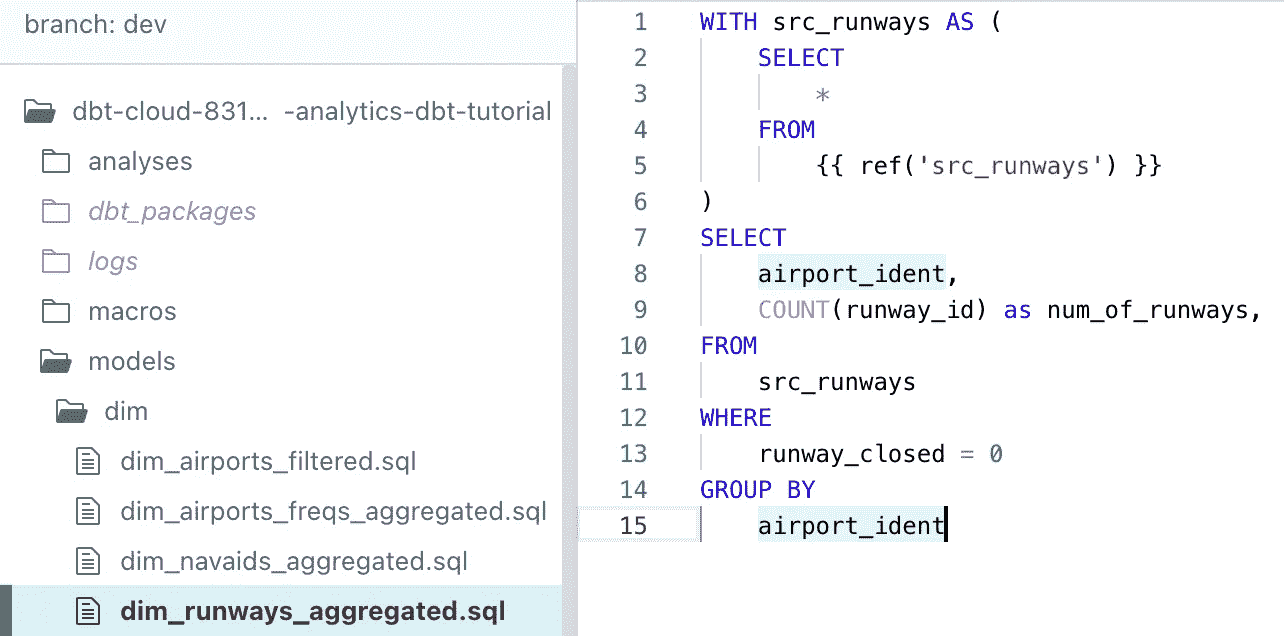 branch: dev
dbt-cloud-831... -analytics-dbt-tutorial
analyses
dbt_packages
logs
macros
models
dim
dim_airports_filtered.sql
dim_airports_freqs_aggregated.sql
dim_navaids_aggregated.sql
dim_runways_aggregated.sql
1 WITH src_runways AS (
2 SELECT
3 *
4 FROM
5 {{ ref('src_runways') }}
6 )
7 SELECT
8 airport_ident,
9 COUNT(runway_id) as num_of_runways,
10 FROM
11 src_runways
12 WHERE
13 runway_closed = 0
14 GROUP BY
15 airport_ident